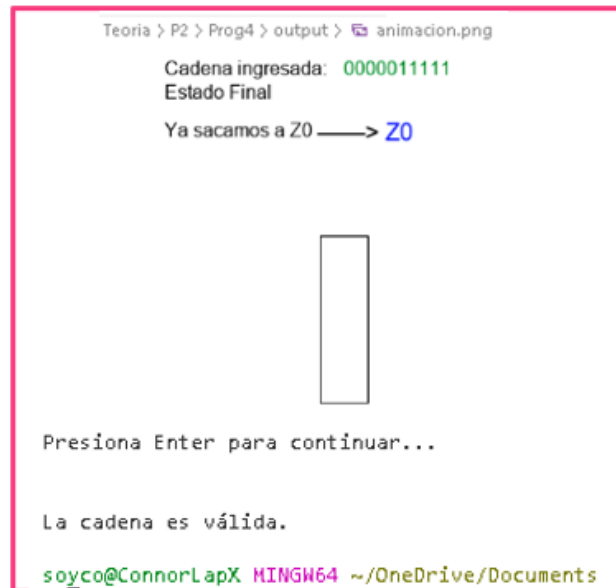 Teoria > P2 > Prog4 > output > animacion.png
Cadena ingresada: 0000011111
Estado Final
Ya sacamos a Z0 ———> Z0
Presiona Enter para continuar...
La cadena es válida.
soyco@ConnorLapX MINGW64 ~/OneDrive/Documents